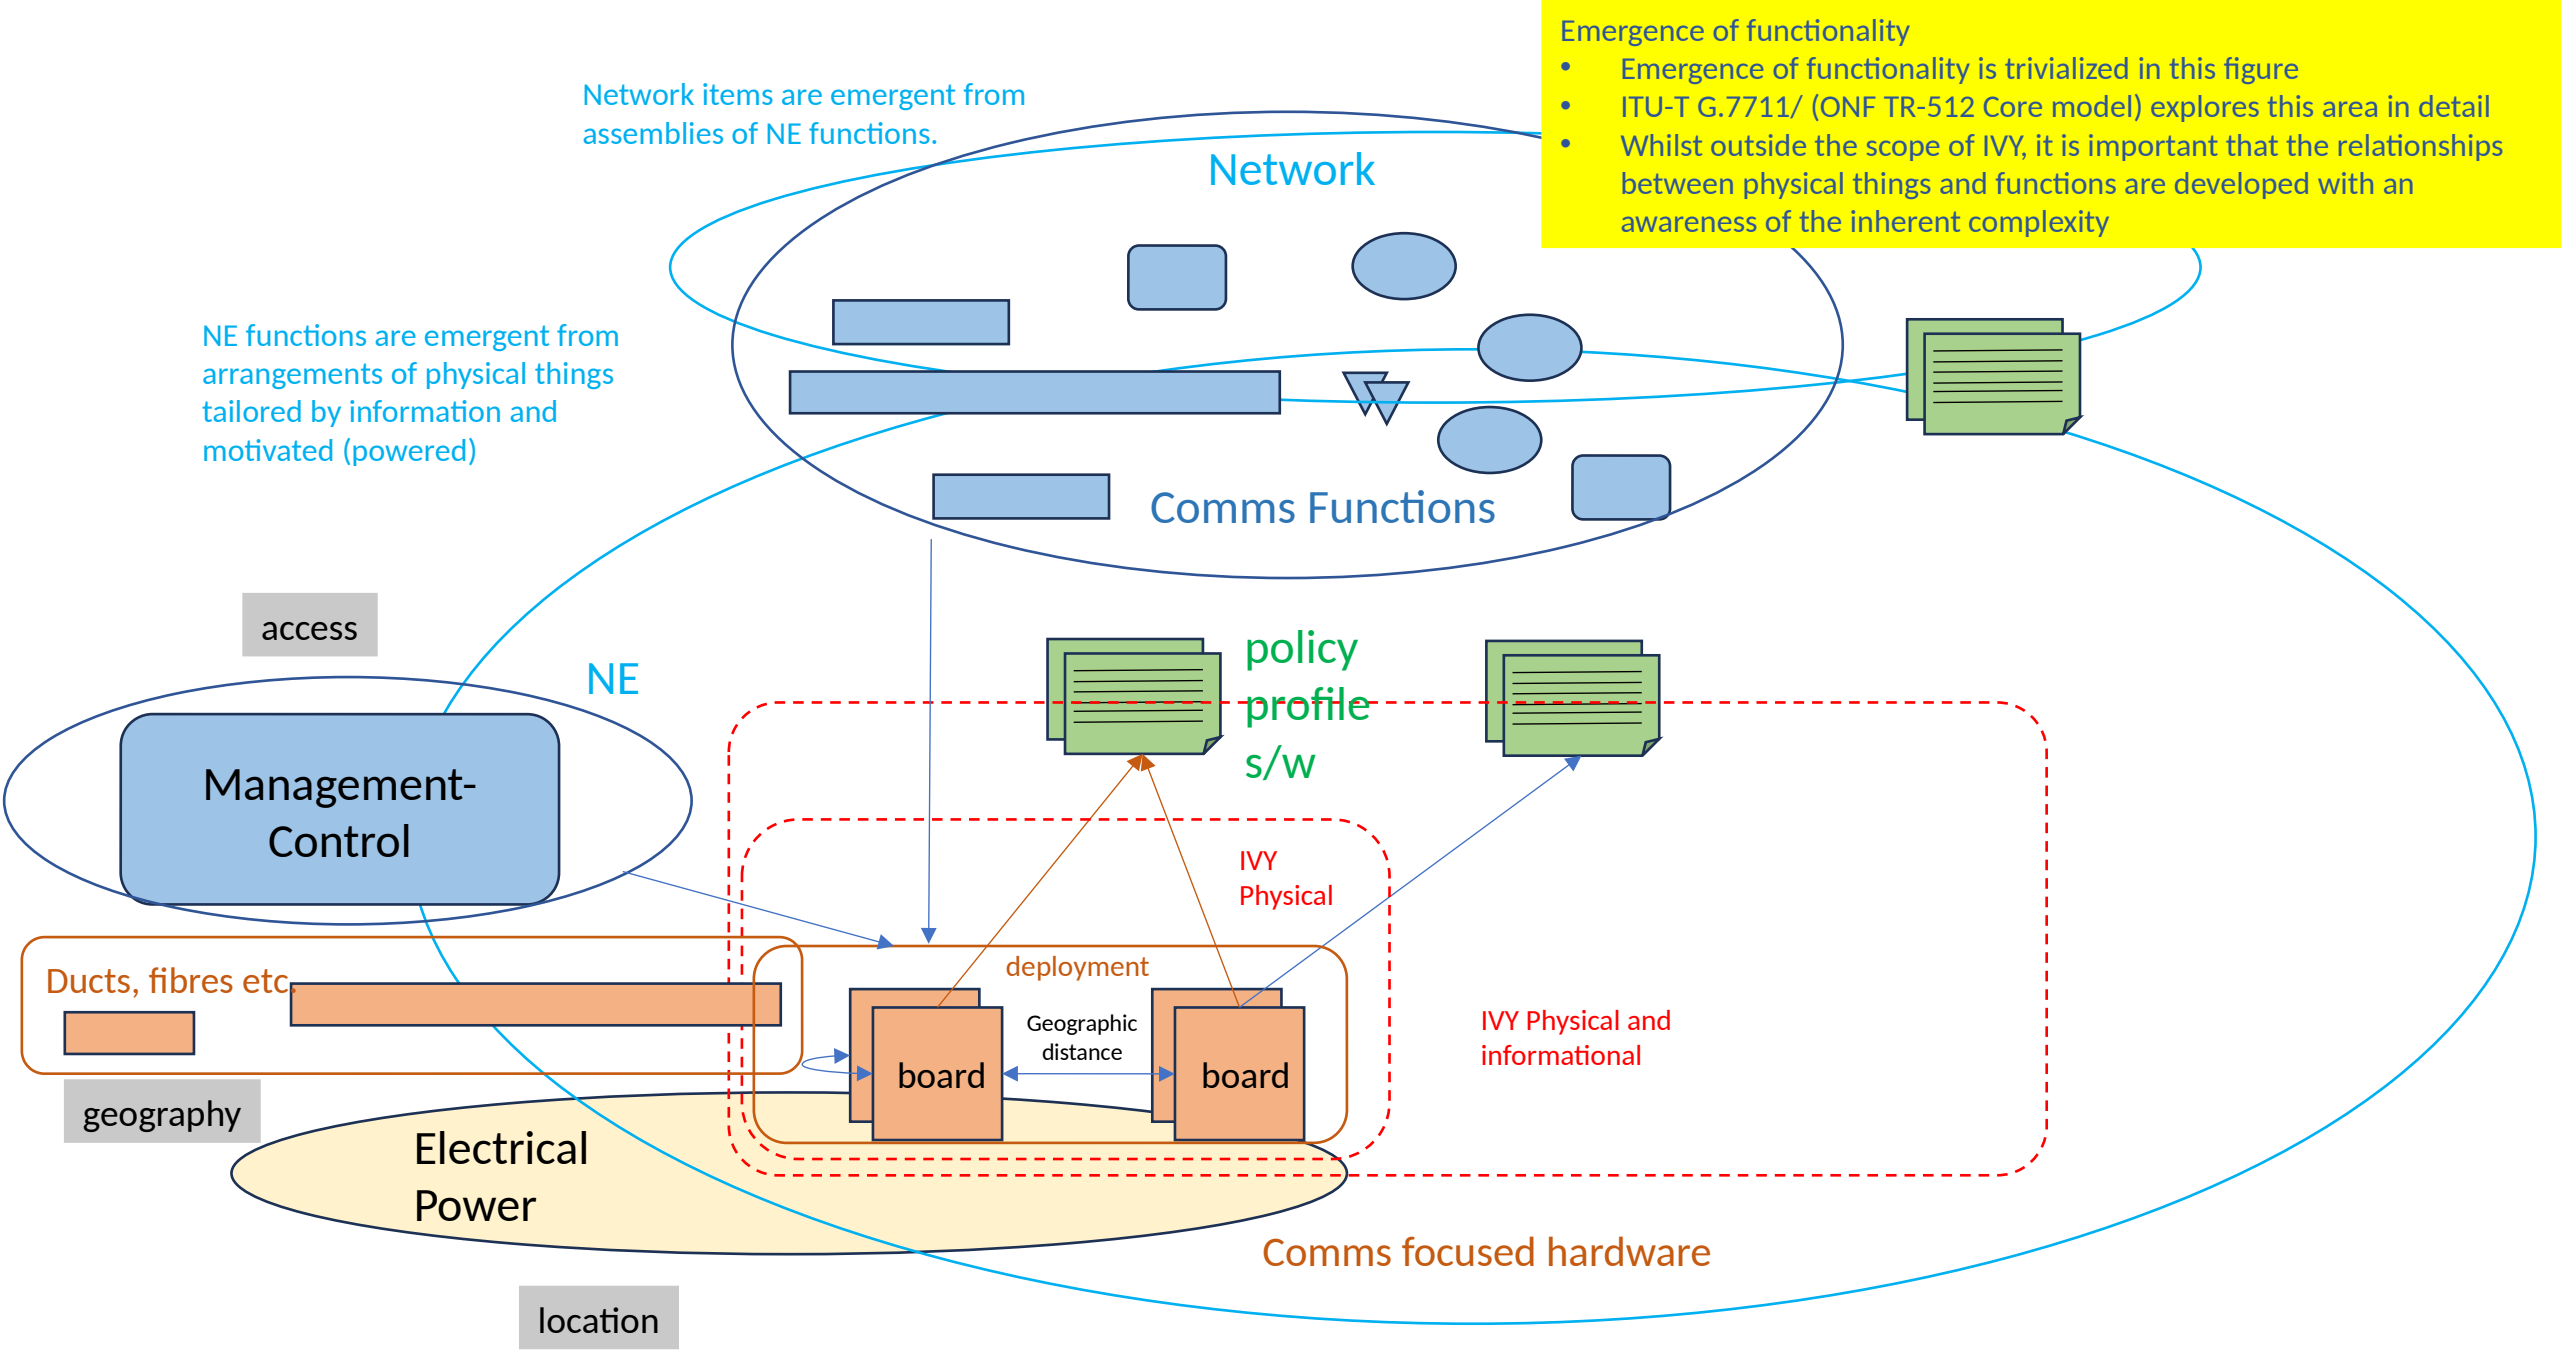 Emergence of functionality
• Emergence of functionality is trivialized in this figure
• ITU-T G.7711/ (ONF TR-512 Core model) explores this area in detail
• Whilst outside the scope of IVY, it is important that the relationships
between physical things and functions are developed with an
awareness of the inherent complexity
Network items are emergent from
assemblies of NE functions.
Network
NE functions are emergent from
arrangements of physical things
tailored by information and
motivated (powered)
Comms Functions
access
NE
policy
profile
s/w
Management-
Control
IVY
Physical
deployment
Ducts, fibres etc.
Geographic
distance
board
board
IVY Physical and
informational
geography
Electrical
Power
Comms focused hardware
location